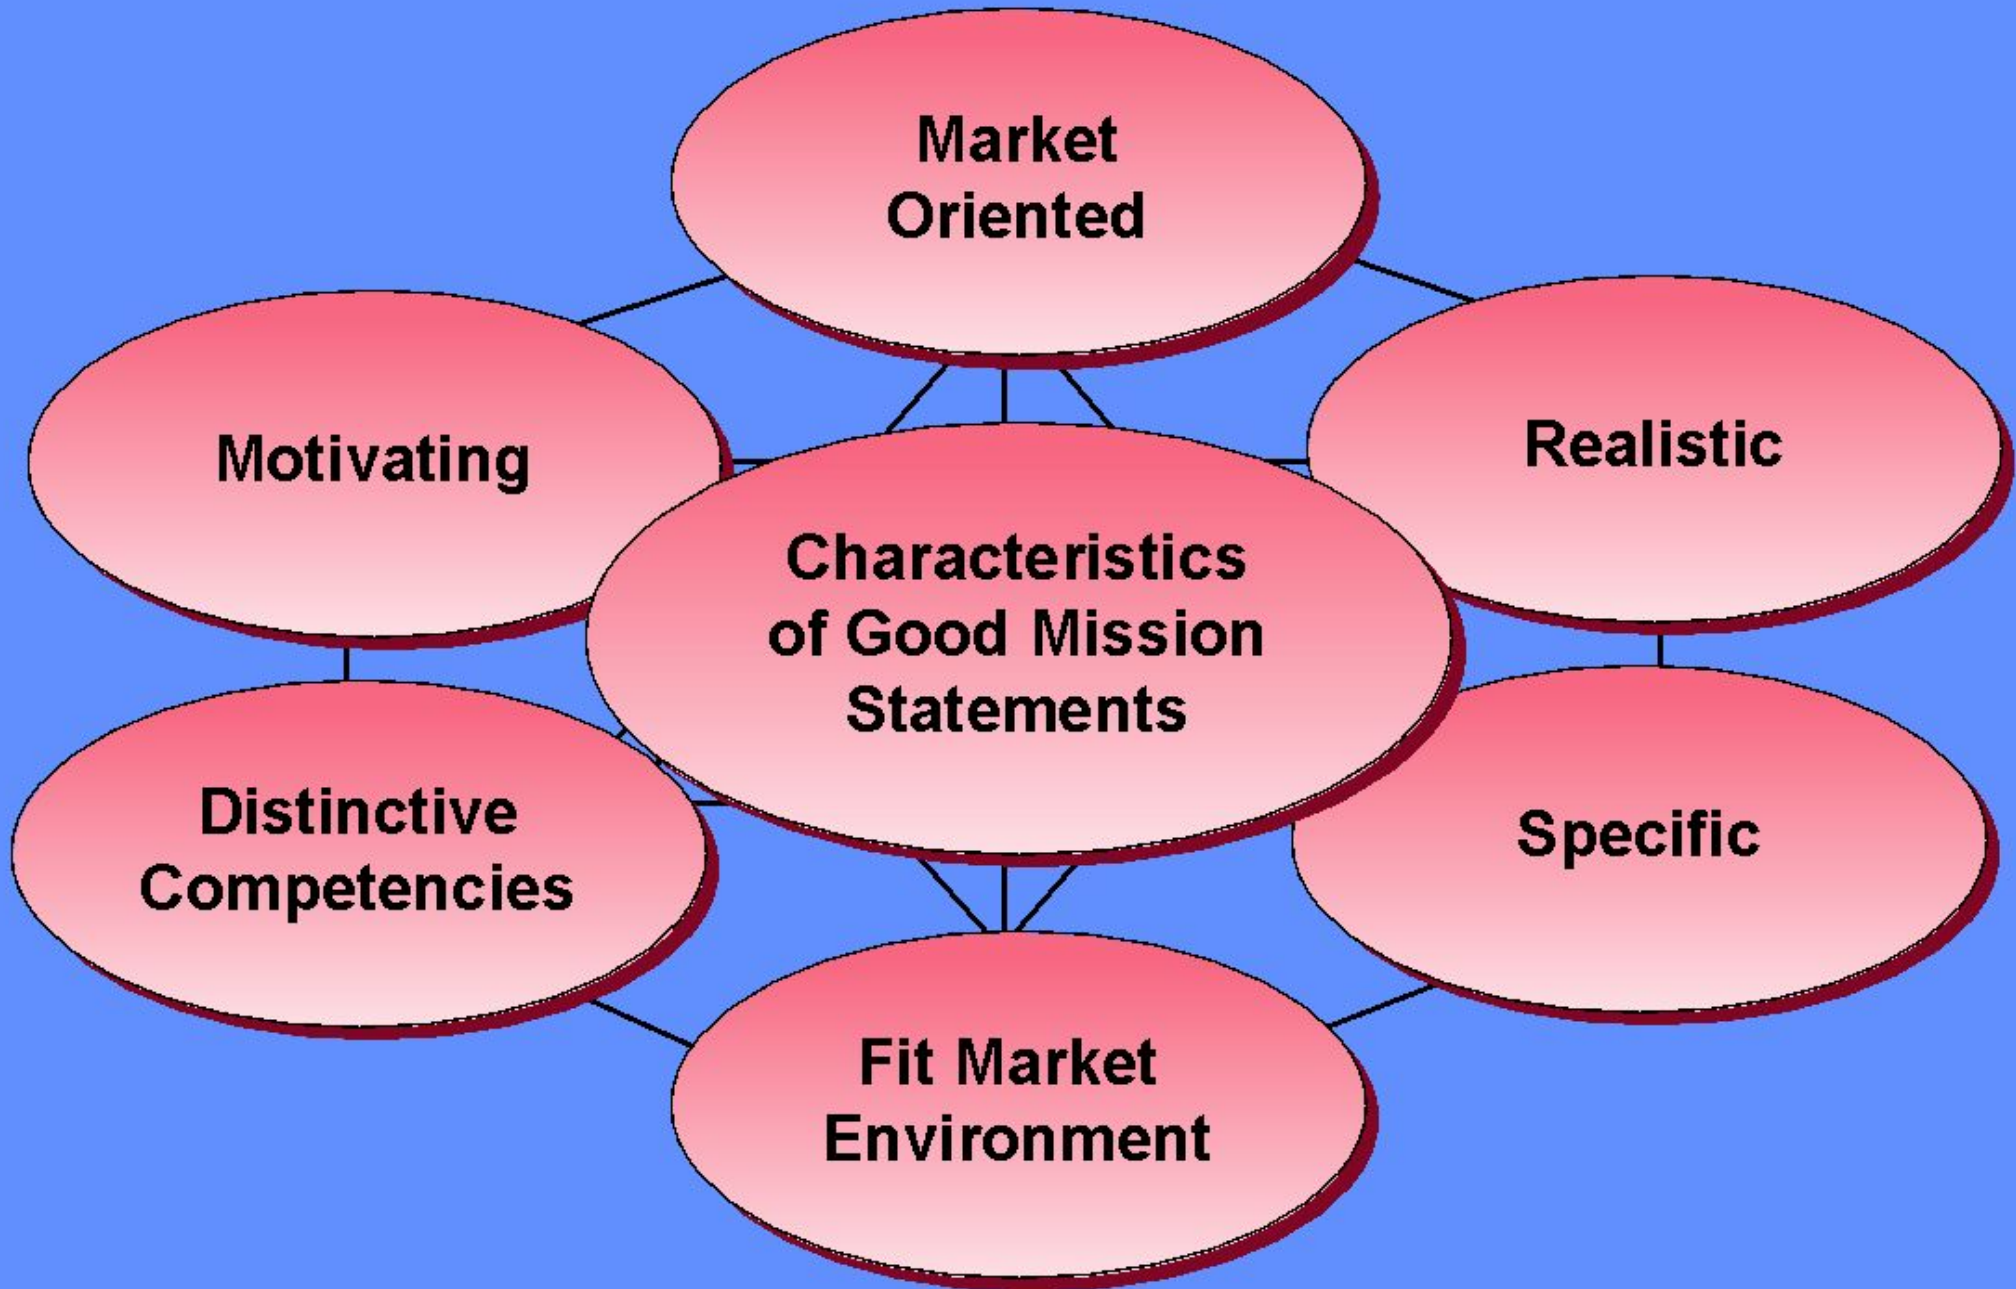 Market
Oriented
Motivating
Realistic
Characteristics
of Good Mission
Statements
Distinctive
Competencies
Specific
Fit Market
Environment